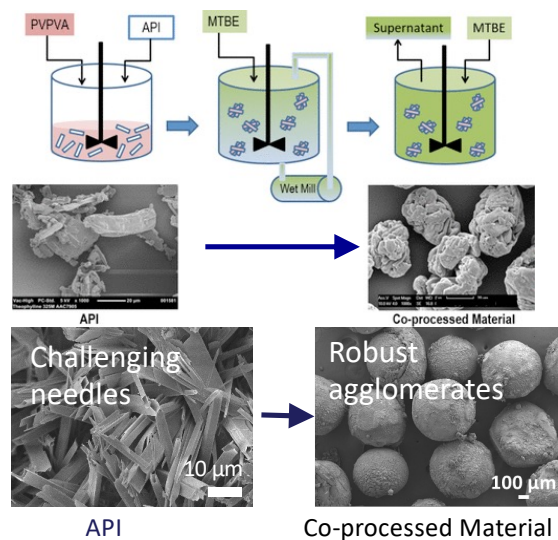 PVPVA
API
MTBE
Supernatant
MTBE
Wet Mill
API
Co-processed Material
Challenging
needles
10 µm
Robust
agglomerates
100 µm
API
Co-processed Material